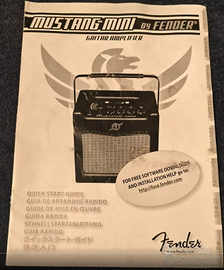 MUSTANG MINI BY FENDER®
GUITAR AMPLIFIER
FOR FREE SOFTWARE DOWNLOADS
AND INSTALLATION HELP go to:
http://fuse.fender.com
QUICK START GUIDE
GUIA DE ARRANQUE RAPIDO
GUIDE DE MISE EN ŒUVRE
GUIDA RAPIDA
SCHNELLSTARTANLEITUNG
GUIA RÁPIDO
クイックスタート・ガイド
Fender